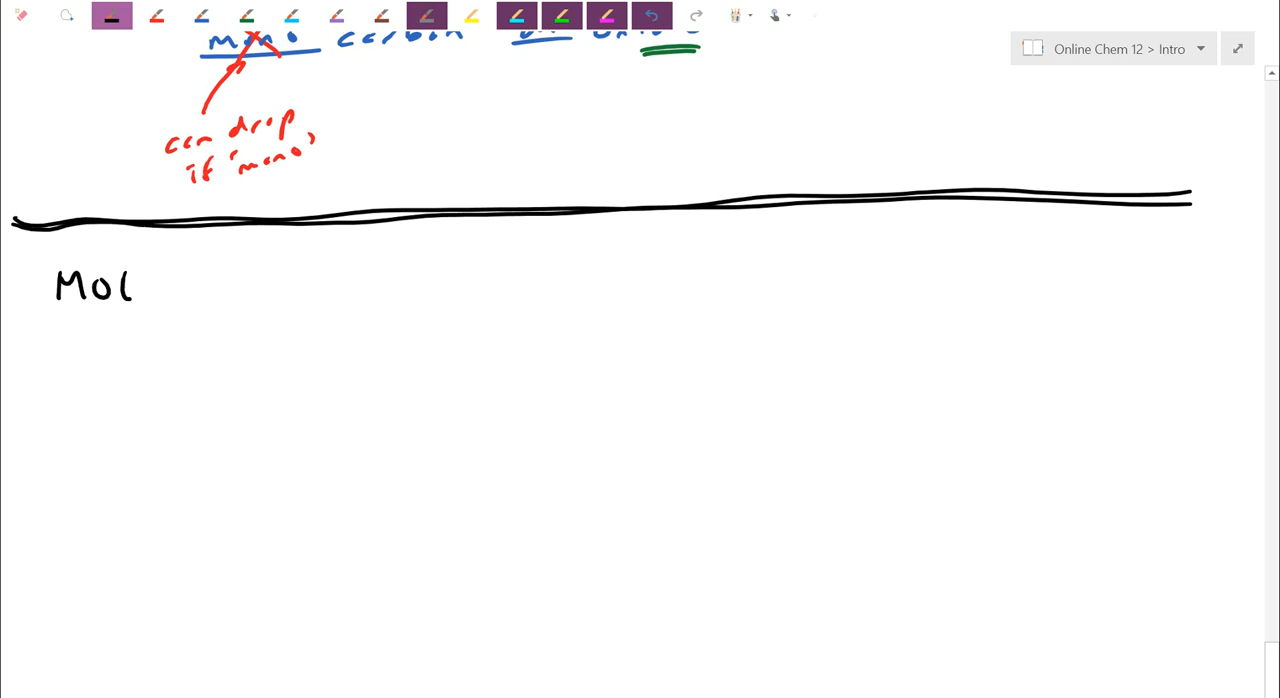 Online Chem 12 > Intro
mono carbon
can drop
if 'mono'
Mol